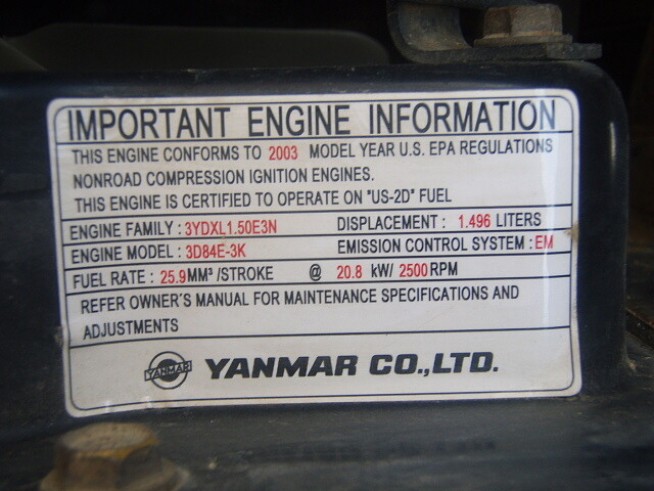 IMPORTANT ENGINE INFORMATION
THIS ENGINE CONFORMS TO 2003 MODEL YEAR U.S. EPA REGULATIONS
NONROAD COMPRESSION IGNITION ENGINES.
THIS ENGINE IS CERTIFIED TO OPERATE ON "US-2D" FUEL
ENGINE FAMILY : 3YDXL1.50E3N DISPLACEMENT : 1.496 LITERS
ENGINE MODEL : 3D84E-3K EMISSION CONTROL SYSTEM : EM
FUEL RATE : 25.9 MM³ /STROKE @ 20.8 kW/ 2500 RPM
REFER OWNER'S MANUAL FOR MAINTENANCE SPECIFICATIONS AND
ADJUSTMENTS
YANMAR YANMAR CO.,LTD.